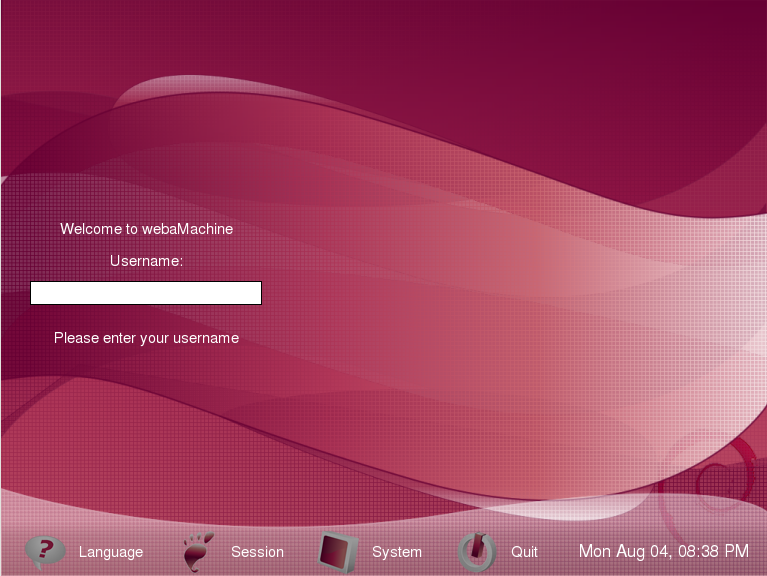 Welcome to webaMachine
Username:
Please enter your username
Language
Session
System
Quit
Mon Aug 04, 08:38 PM